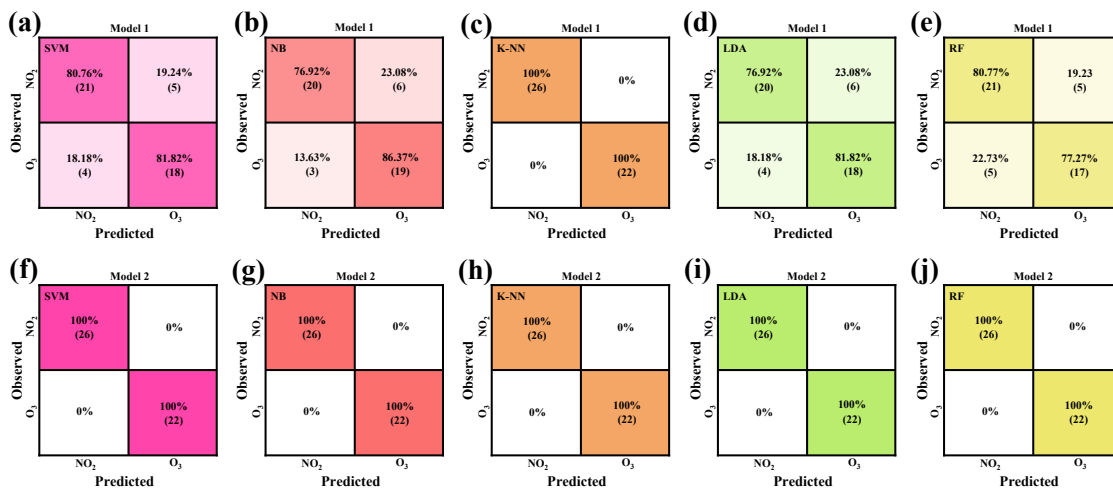 (a)
Model 1
SVM
80.76%
(21)
19.24%
(5)
18.18%
(4)
81.82%
(18)
NO₂
O₃
Observed
NO₂
O₃
Predicted
(b)
Model 1
NB
76.92%
(20)
23.08%
(6)
13.63%
(3)
86.37%
(19)
NO₂
O₃
Observed
NO₂
O₃
Predicted
(c)
Model 1
K-NN
100%
(26)
0%
0%
100%
(22)
NO₂
O₃
Observed
NO₂
O₃
Predicted
(d)
Model 1
LDA
76.92%
(20)
23.08%
(6)
18.18%
(4)
81.82%
(18)
NO₂
O₃
Observed
NO₂
O₃
Predicted
(e)
Model 1
RF
80.77%
(21)
19.23
(5)
22.73%
(5)
77.27%
(17)
NO₂
O₃
Observed
NO₂
O₃
Predicted
(f)
Model 2
SVM
100%
(26)
0%
0%
100%
(22)
NO₂
O₃
Observed
NO₂
O₃
Predicted
(g)
Model 2
NB
100%
(26)
0%
0%
100%
(22)
NO₂
O₃
Observed
NO₂
O₃
Predicted
(h)
Model 2
K-NN
100%
(26)
0%
0%
100%
(22)
NO₂
O₃
Observed
NO₂
O₃
Predicted
(i)
Model 2
LDA
100%
(26)
0%
0%
100%
(22)
NO₂
O₃
Observed
NO₂
O₃
Predicted
(j)
Model 2
RF
100%
(26)
0%
0%
100%
(22)
NO₂
O₃
Observed
NO₂
O₃
Predicted